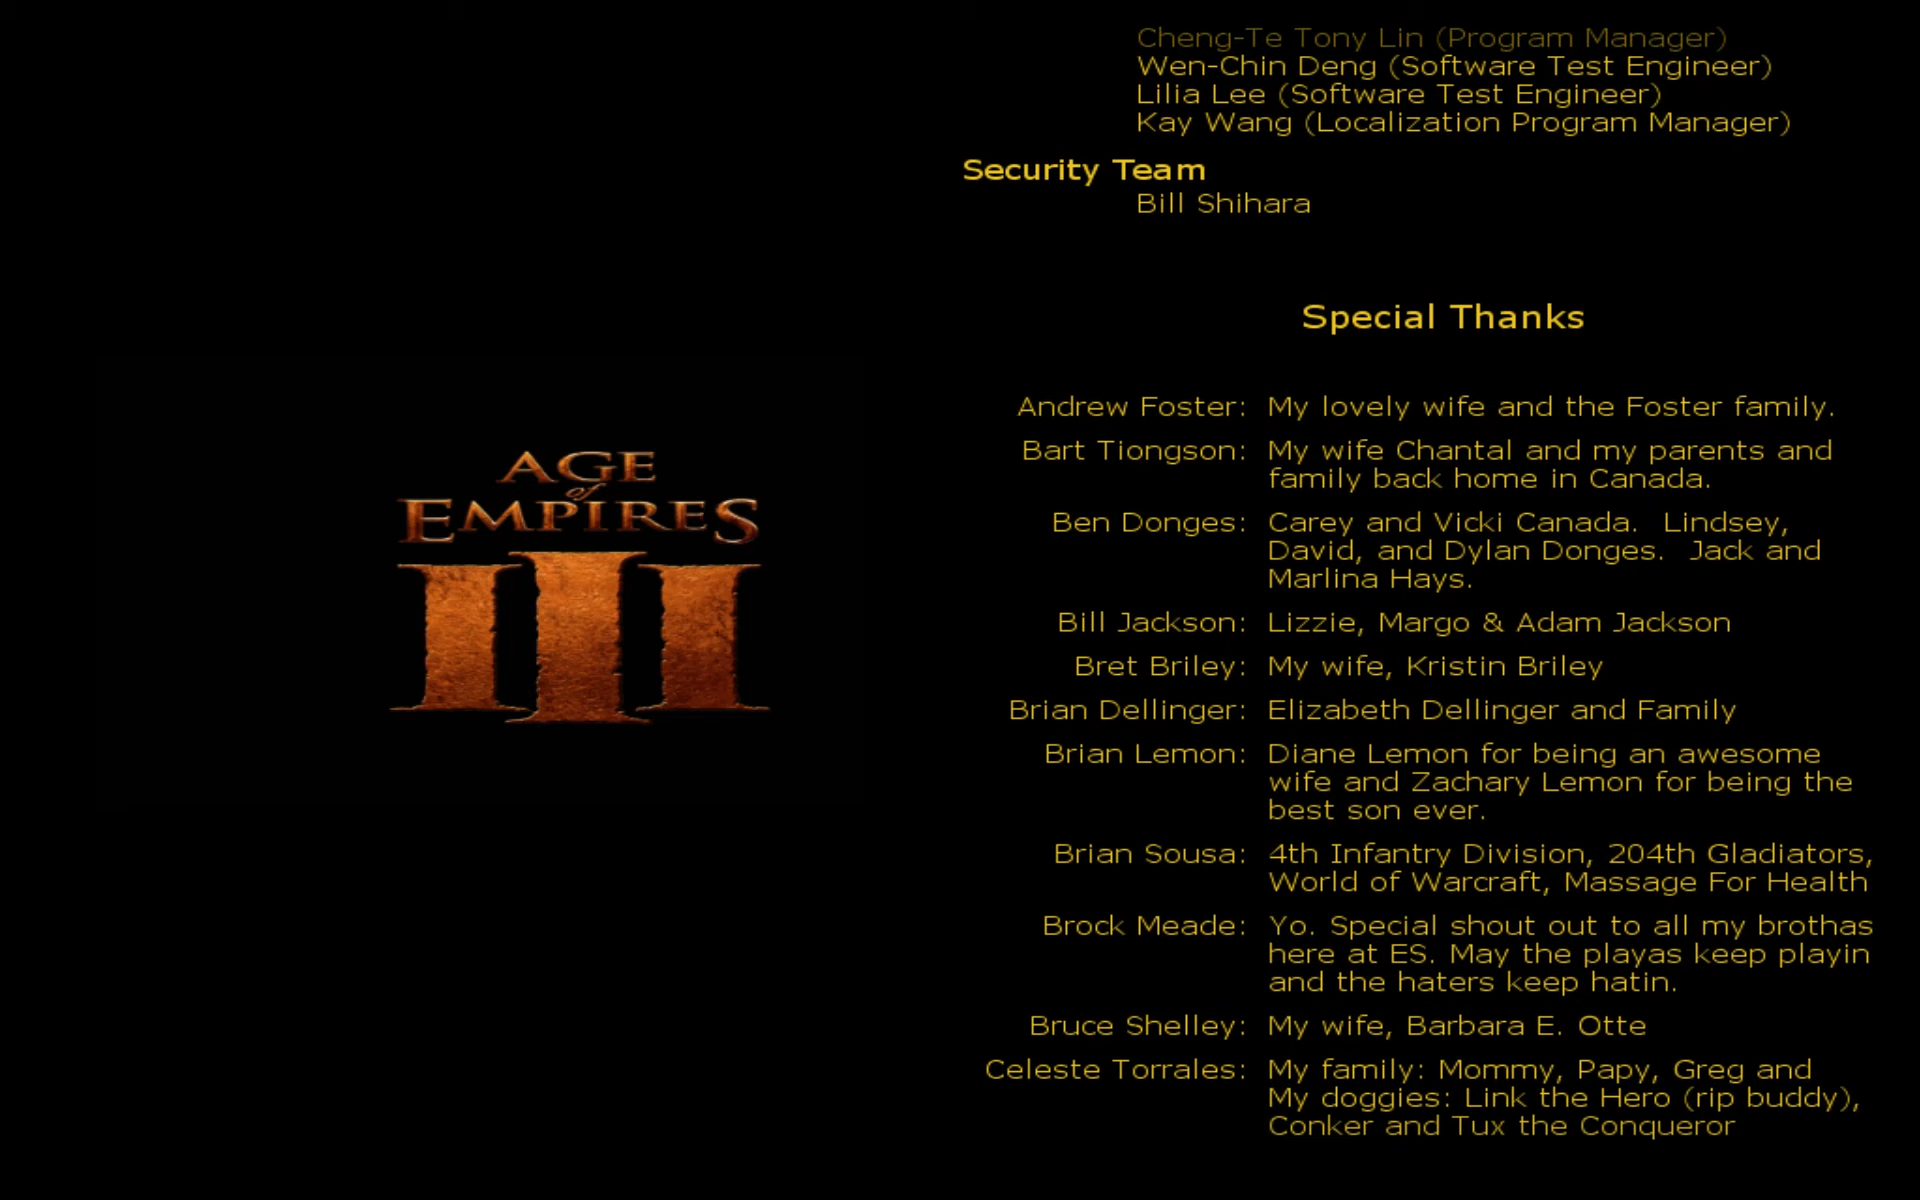 Cheng-Te Tony Lin (Program Manager)
Wen-Chin Deng (Software Test Engineer)
Lilia Lee (Software Test Engineer)
Kay Wang (Localization Program Manager)
Security Team
Bill Shihara
Special Thanks
AGE
of
EMPIRES
III
Andrew Foster: My lovely wife and the Foster family.
Bart Tiongson: My wife Chantal and my parents and
family back home in Canada.
Ben Donges: Carey and Vicki Canada.  Lindsey,
David, and Dylan Donges.  Jack and
Marlina Hays.
Bill Jackson: Lizzie, Margo & Adam Jackson
Bret Briley: My wife, Kristin Briley
Brian Dellinger: Elizabeth Dellinger and Family
Brian Lemon: Diane Lemon for being an awesome
wife and Zachary Lemon for being the
best son ever.
Brian Sousa: 4th Infantry Division, 204th Gladiators,
World of Warcraft, Massage For Health
Brock Meade: Yo. Special shout out to all my brothas
here at ES. May the playas keep playin
and the haters keep hatin.
Bruce Shelley: My wife, Barbara E. Otte
Celeste Torrales: My family: Mommy, Papy, Greg and
My doggies: Link the Hero (rip buddy),
Conker and Tux the Conqueror